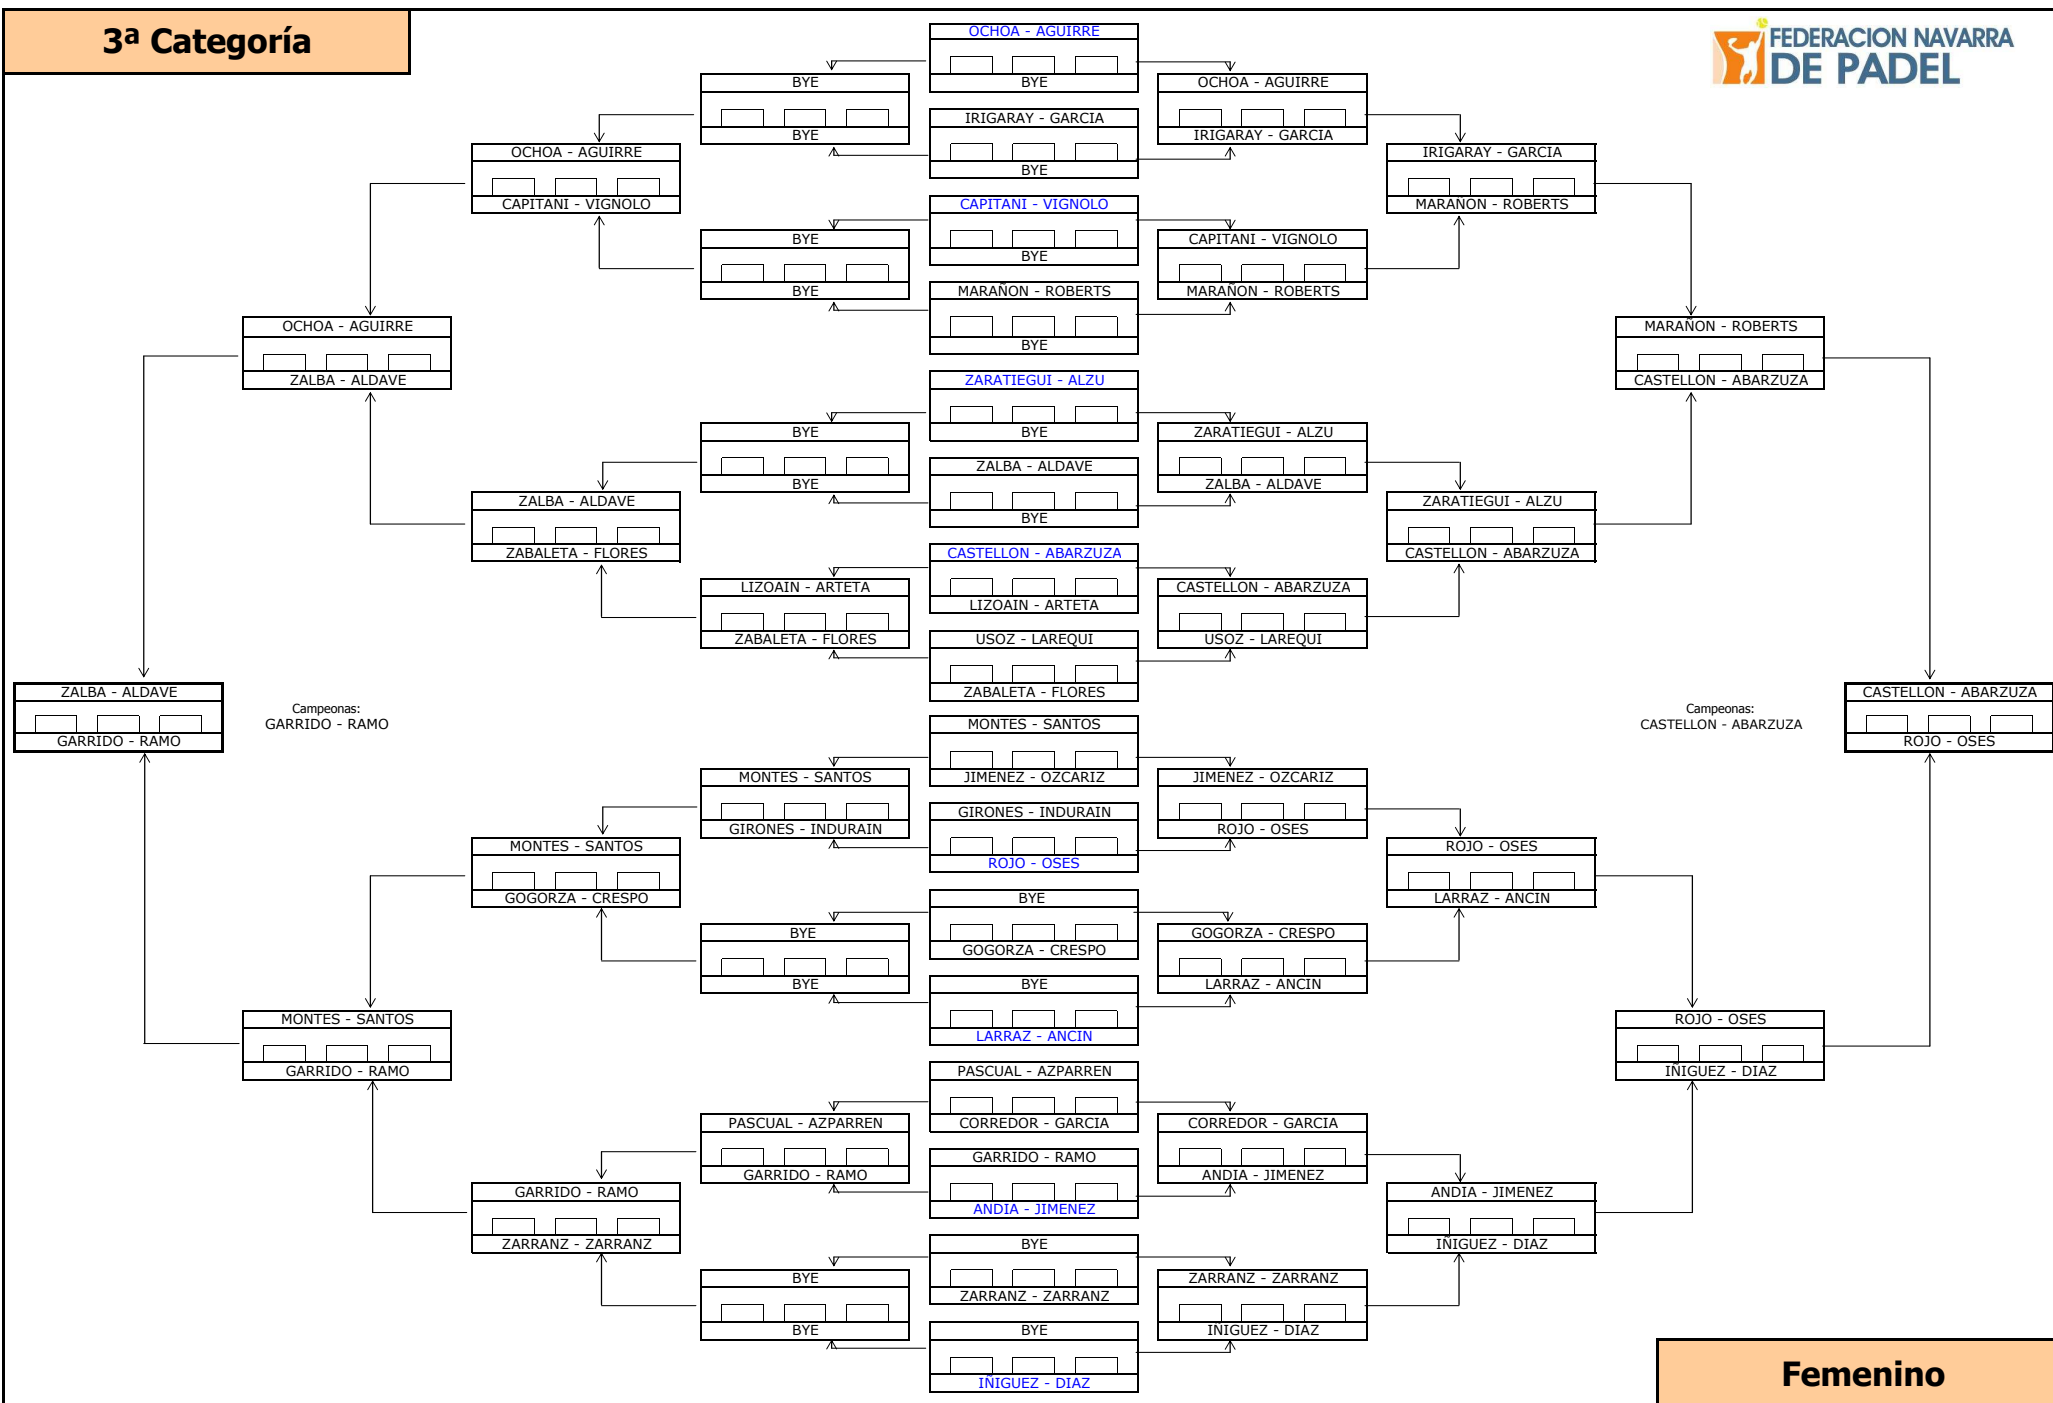 3ª Categoría
FEDERACION NAVARRA
DE PADEL
OCHOA - AGUIRRE
BYE
IRIGARAY - GARCIA
BYE
CAPITANI - VIGNOLO
BYE
MARAÑON - ROBERTS
BYE
ZARATIEGUI - ALZU
BYE
ZALBA - ALDAVE
BYE
CASTELLON - ABARZUZA
LIZOAIN - ARTETA
USOZ - LAREQUI
ZABALETA - FLORES
MONTES - SANTOS
JIMENEZ - OZCARIZ
GIRONES - INDURAIN
ROJO - OSES
BYE
GOGORZA - CRESPO
BYE
LARRAZ - ANCIN
PASCUAL - AZPARREN
CORREDOR - GARCIA
GARRIDO - RAMO
ANDIA - JIMENEZ
BYE
ZARRANZ - ZARRANZ
BYE
IÑIGUEZ - DIAZ
BYE
BYE
BYE
BYE
BYE
BYE
LIZOAIN - ARTETA
ZABALETA - FLORES
MONTES - SANTOS
GIRONES - INDURAIN
BYE
BYE
PASCUAL - AZPARREN
GARRIDO - RAMO
BYE
BYE
OCHOA - AGUIRRE
CAPITANI - VIGNOLO
ZALBA - ALDAVE
ZABALETA - FLORES
MONTES - SANTOS
GOGORZA - CRESPO
GARRIDO - RAMO
ZARRANZ - ZARRANZ
OCHOA - AGUIRRE
ZALBA - ALDAVE
MONTES - SANTOS
GARRIDO - RAMO
ZALBA - ALDAVE
GARRIDO - RAMO
Campeonas:
GARRIDO - RAMO
OCHOA - AGUIRRE
IRIGARAY - GARCIA
CAPITANI - VIGNOLO
MARAÑON - ROBERTS
ZARATIEGUI - ALZU
ZALBA - ALDAVE
CASTELLON - ABARZUZA
USOZ - LAREQUI
JIMENEZ - OZCARIZ
ROJO - OSES
GOGORZA - CRESPO
LARRAZ - ANCIN
CORREDOR - GARCIA
ANDIA - JIMENEZ
ZARRANZ - ZARRANZ
IÑIGUEZ - DIAZ
IRIGARAY - GARCIA
MARAÑON - ROBERTS
ZARATIEGUI - ALZU
CASTELLON - ABARZUZA
ROJO - OSES
LARRAZ - ANCIN
ANDIA - JIMENEZ
IÑIGUEZ - DIAZ
MARAÑON - ROBERTS
CASTELLON - ABARZUZA
ROJO - OSES
IÑIGUEZ - DIAZ
Campeonas:
CASTELLON - ABARZUZA
CASTELLON - ABARZUZA
ROJO - OSES
Femenino